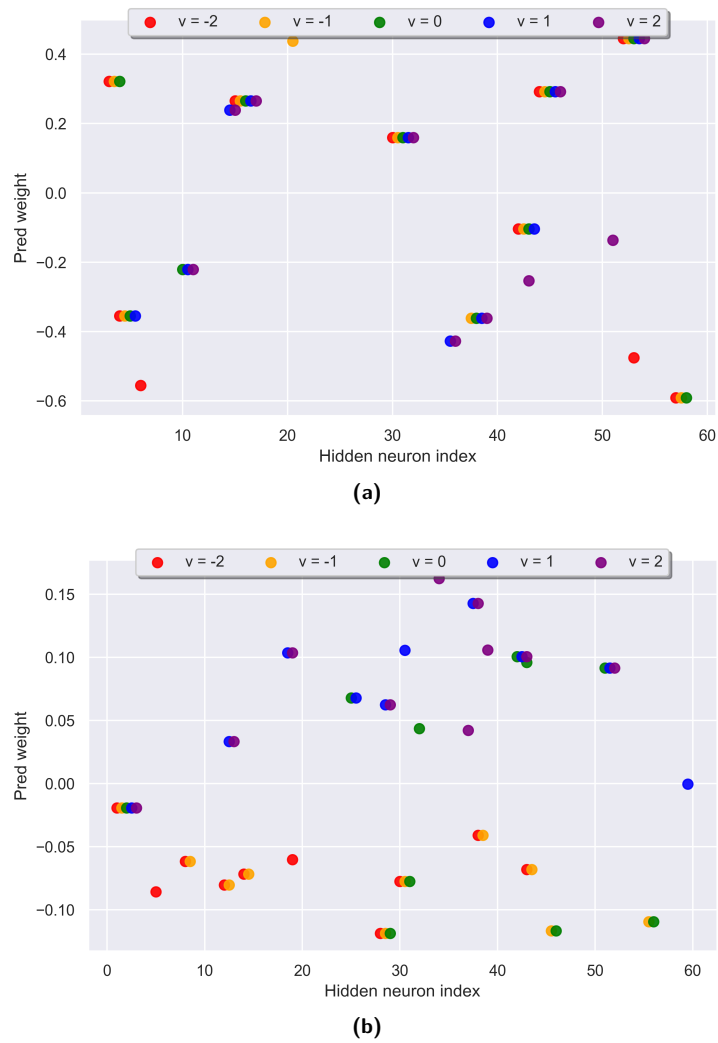 v = -2 v = -1 v = 0 v = 1 v = 2
0.4
0.2
0.0
−0.2
−0.4
−0.6
Pred weight
10 20 30 40 50 60
Hidden neuron index
(a)
v = -2 v = -1 v = 0 v = 1 v = 2
0.15
0.10
0.05
0.00
−0.05
−0.10
Pred weight
0 10 20 30 40 50 60
Hidden neuron index
(b)